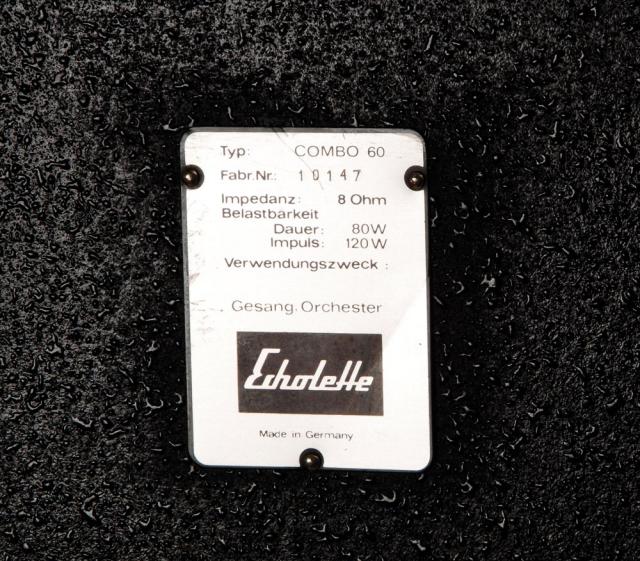 Typ: COMBO 60
Fabr.Nr.: 10147
Impedanz: 8 Ohm
Belastbarkeit
Dauer: 80W
Impuls: 120W
Verwendungszweck :
Gesang, Orchester
Echolette
Made in Germany